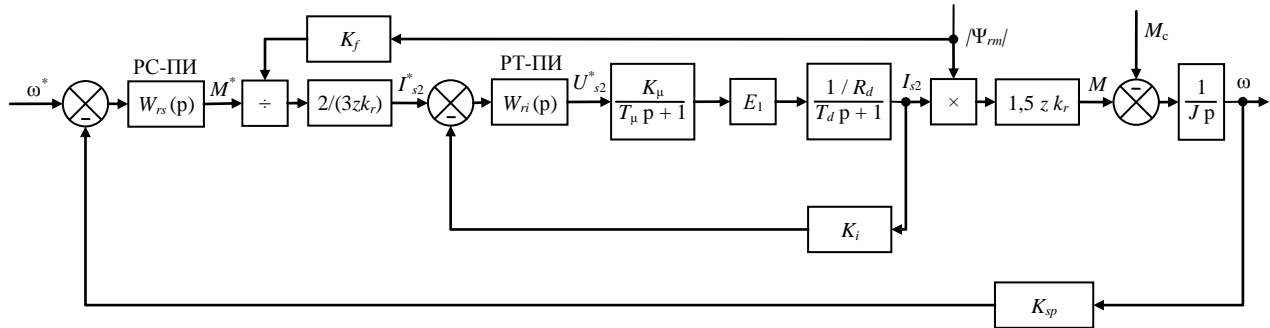 K_f
|Ψ_rm|
M_c
РС-ПИ
РТ-ПИ
ω*
W_rs (p)
M*
÷
2/(3zk_r)
I*_s2
W_ri (p)
U*_s2
K_μ
T_μ p + 1
E_1
1 / R_d
T_d p + 1
I_s2
×
1,5 z k_r
M
1
J p
ω
-
-
-
K_i
K_sp